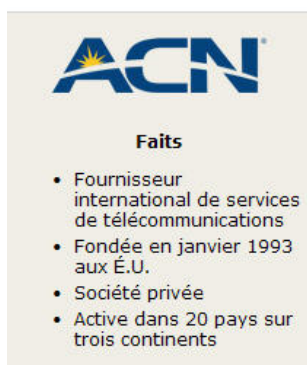 ACN
Faits
• Fournisseur
international de services
de télécommunications
• Fondée en janvier 1993
aux É.U.
• Société privée
• Active dans 20 pays sur
trois continents